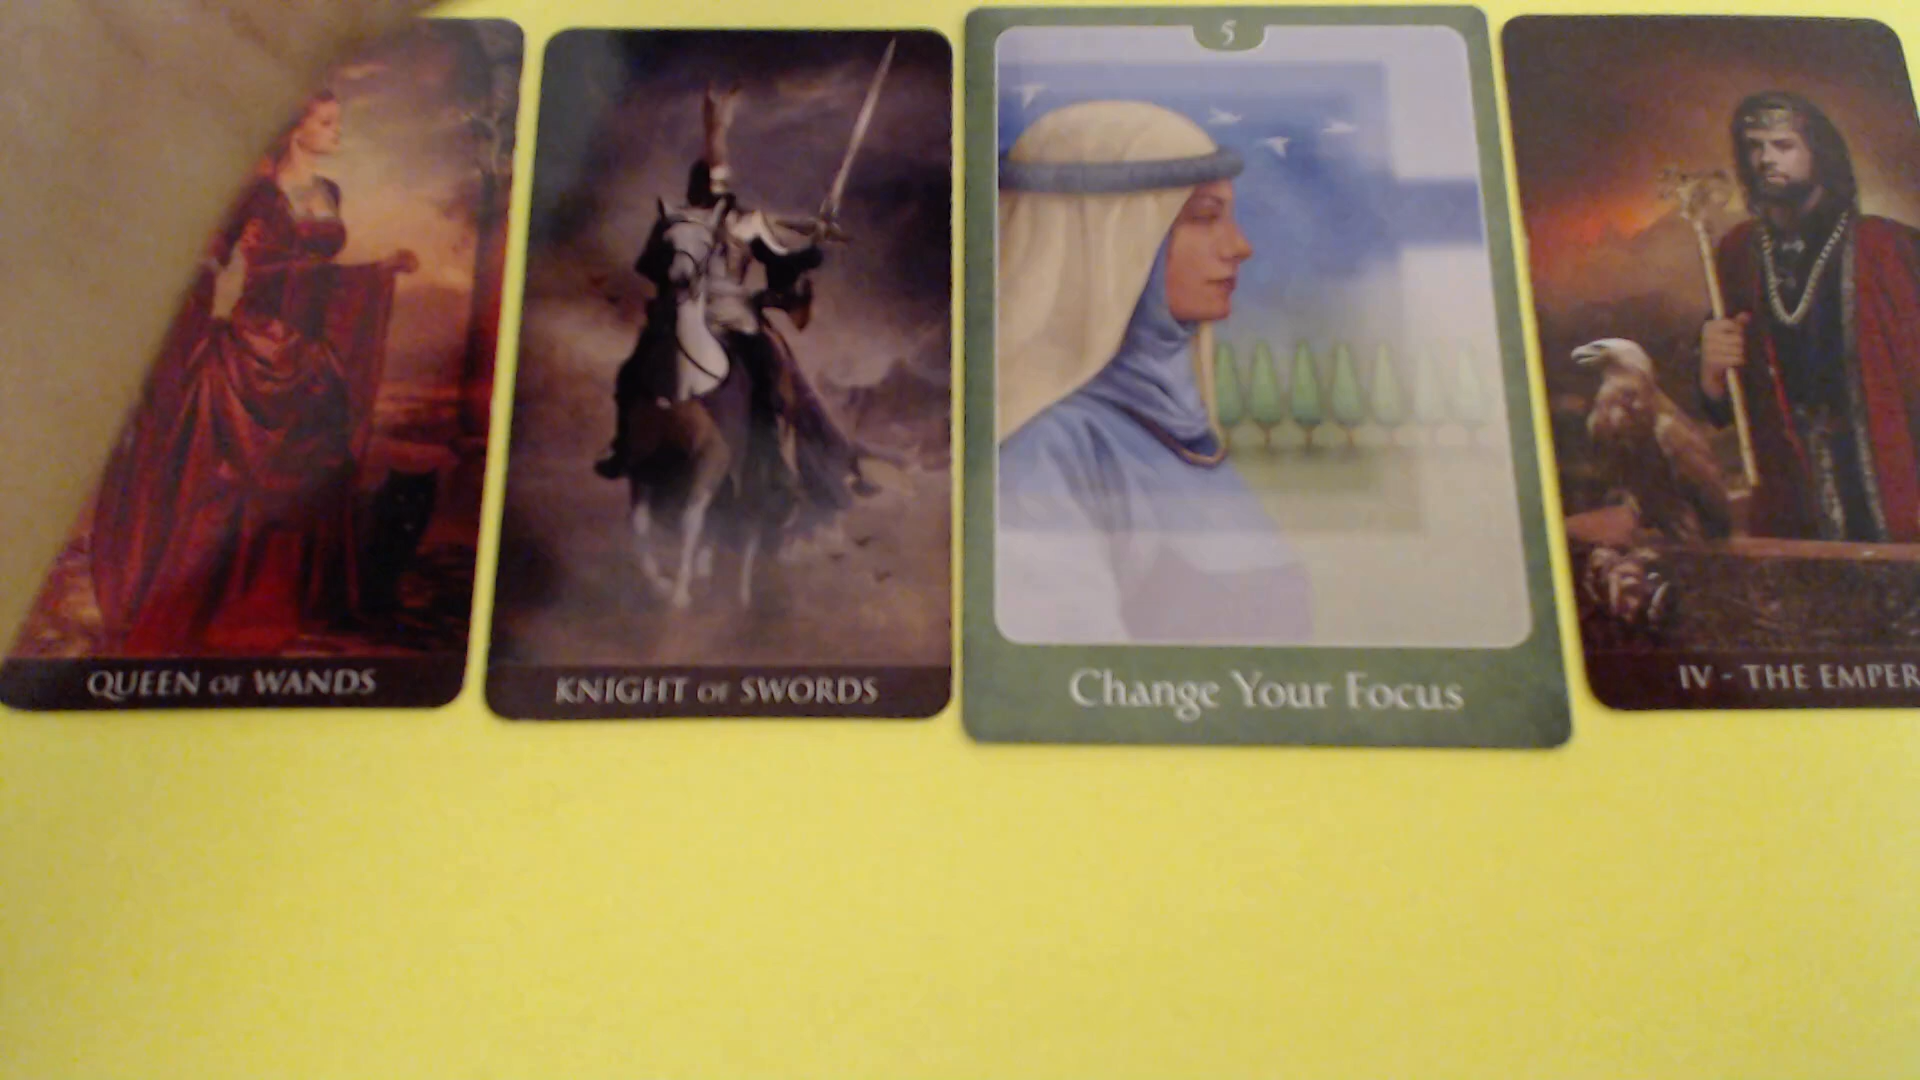 QUEEN OF WANDS
KNIGHT OF SWORDS
5
Change Your Focus
IV - THE EMPER